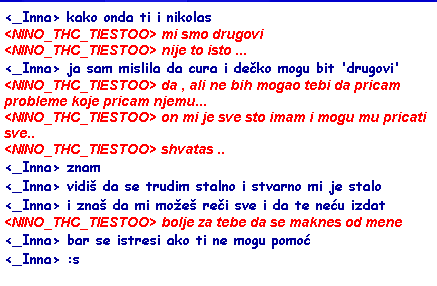 <_Inna> kako onda ti i nikolas
<NINO_THC_TIESTOO> mi smo drugovi
<NINO_THC_TIESTOO> nije to isto ...
<_Inna> ja sam mislila da cura i dečko mogu bit 'drugovi'
<NINO_THC_TIESTOO> da , ali ne bih mogao tebi da pricam
probleme koje pricam njemu...
<NINO_THC_TIESTOO> on mi je sve sto imam i mogu mu pricati
sve..
<NINO_THC_TIESTOO> shvatas ..
<_Inna> znam
<_Inna> vidiš da se trudim stalno i stvarno mi je stalo
<_Inna> i znaš da mi možeš reči sve i da te neću izdat
<NINO_THC_TIESTOO> bolje za tebe da se maknes od mene
<_Inna> bar se istresi ako ti ne mogu pomoć
<_Inna> :s